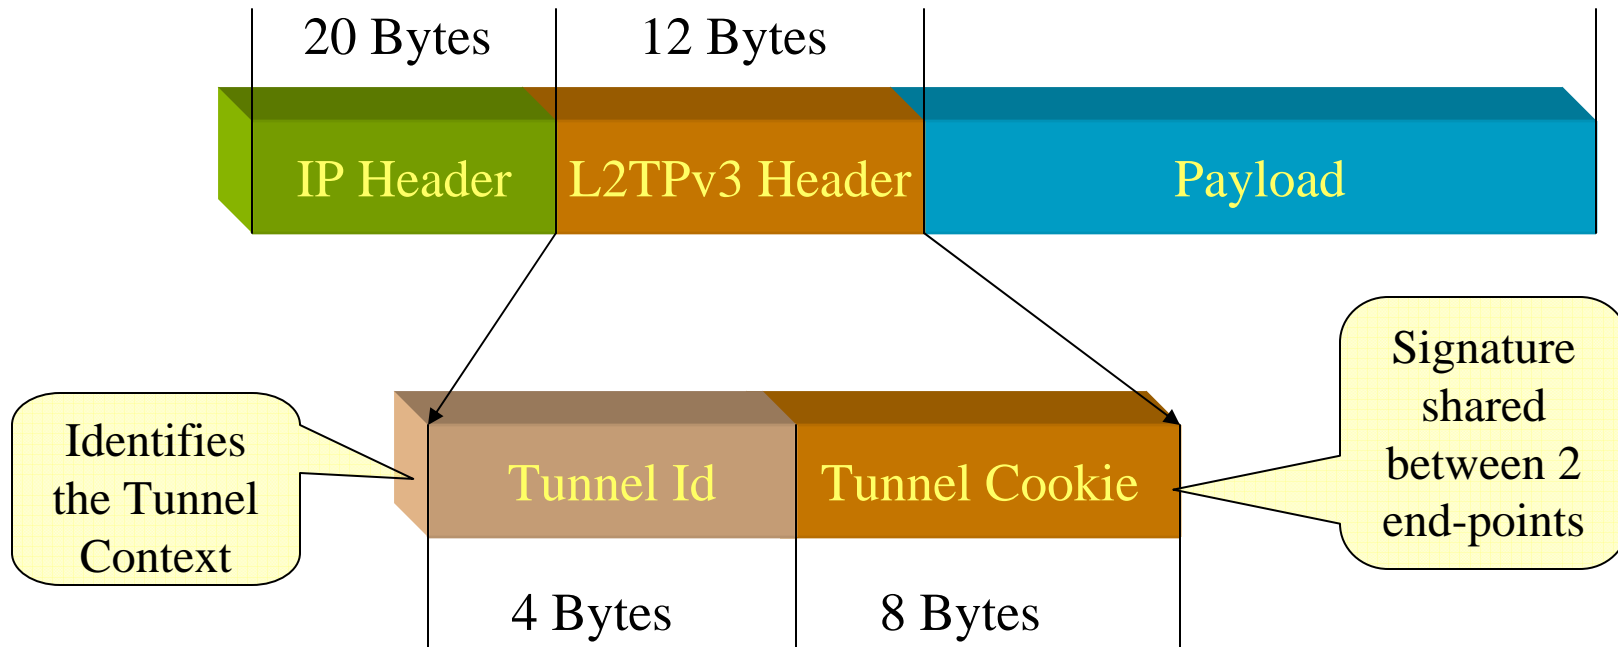 20 Bytes
12 Bytes
IP Header
L2TPv3 Header
Payload
Identifies
the Tunnel
Context
Tunnel Id
Tunnel Cookie
Signature
shared
between 2
end-points
4 Bytes
8 Bytes